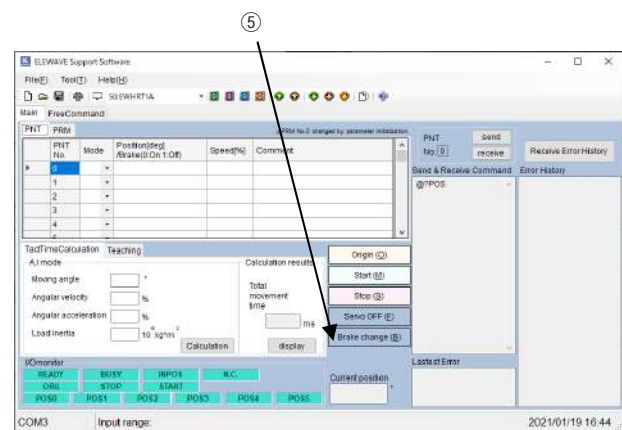 ⑤
ELEWAVE Support Software
File(F) Tool(T) Help(H)
Main FreeCommand
PNT PRM
PNT No. Mode Position[deg] /Brake(0:On 1:Off) Speed[%] Comment
0
1
2
3
4
PNT
No. 0
send
receive
Receive Error History
Send & Receive Command
Error History
@?POS
TactTimeCalculation Teaching
A,I mode
Moving angle °
Angular velocity %
Angular acceleration %
Load inertia 10 kg*m²
Calculation
Calculation results
Total movement time
ms
display
Origin (O)
Start (M)
Stop (S)
Servo OFF (F)
Brake change (B)
I/Omonitor
READY BUSY INPOS N.C.
ORG STOP START
POS0 POS1 POS2 POS3 POS4 POS5
Current position
°
Lastest Error
COM3 Input range: 2021/01/19 16:44